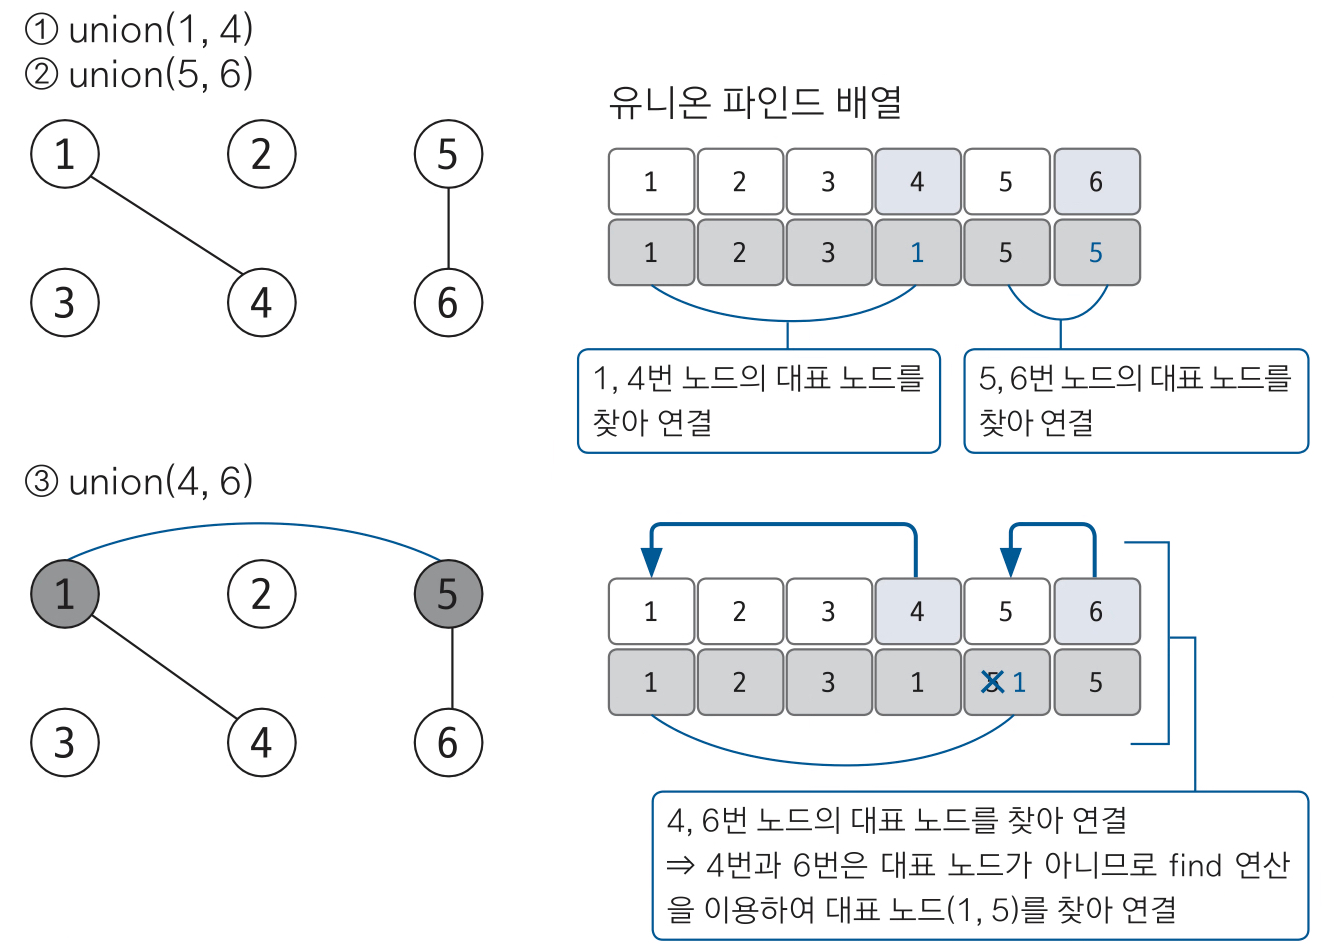 ① union(1, 4)
② union(5, 6)
1 2 5
3 4 6
유니온 파인드 배열
1 2 3 4 5 6
1 2 3 1 5 5
1, 4번 노드의 대표 노드를
찾아 연결
5, 6번 노드의 대표 노드를
찾아 연결
③ union(4, 6)
1 2 5
3 4 6
1 2 3 4 5 6
1 2 3 1 5 1 5
4, 6번 노드의 대표 노드를 찾아 연결
⇒ 4번과 6번은 대표 노드가 아니므로 find 연산
을 이용하여 대표 노드(1, 5)를 찾아 연결